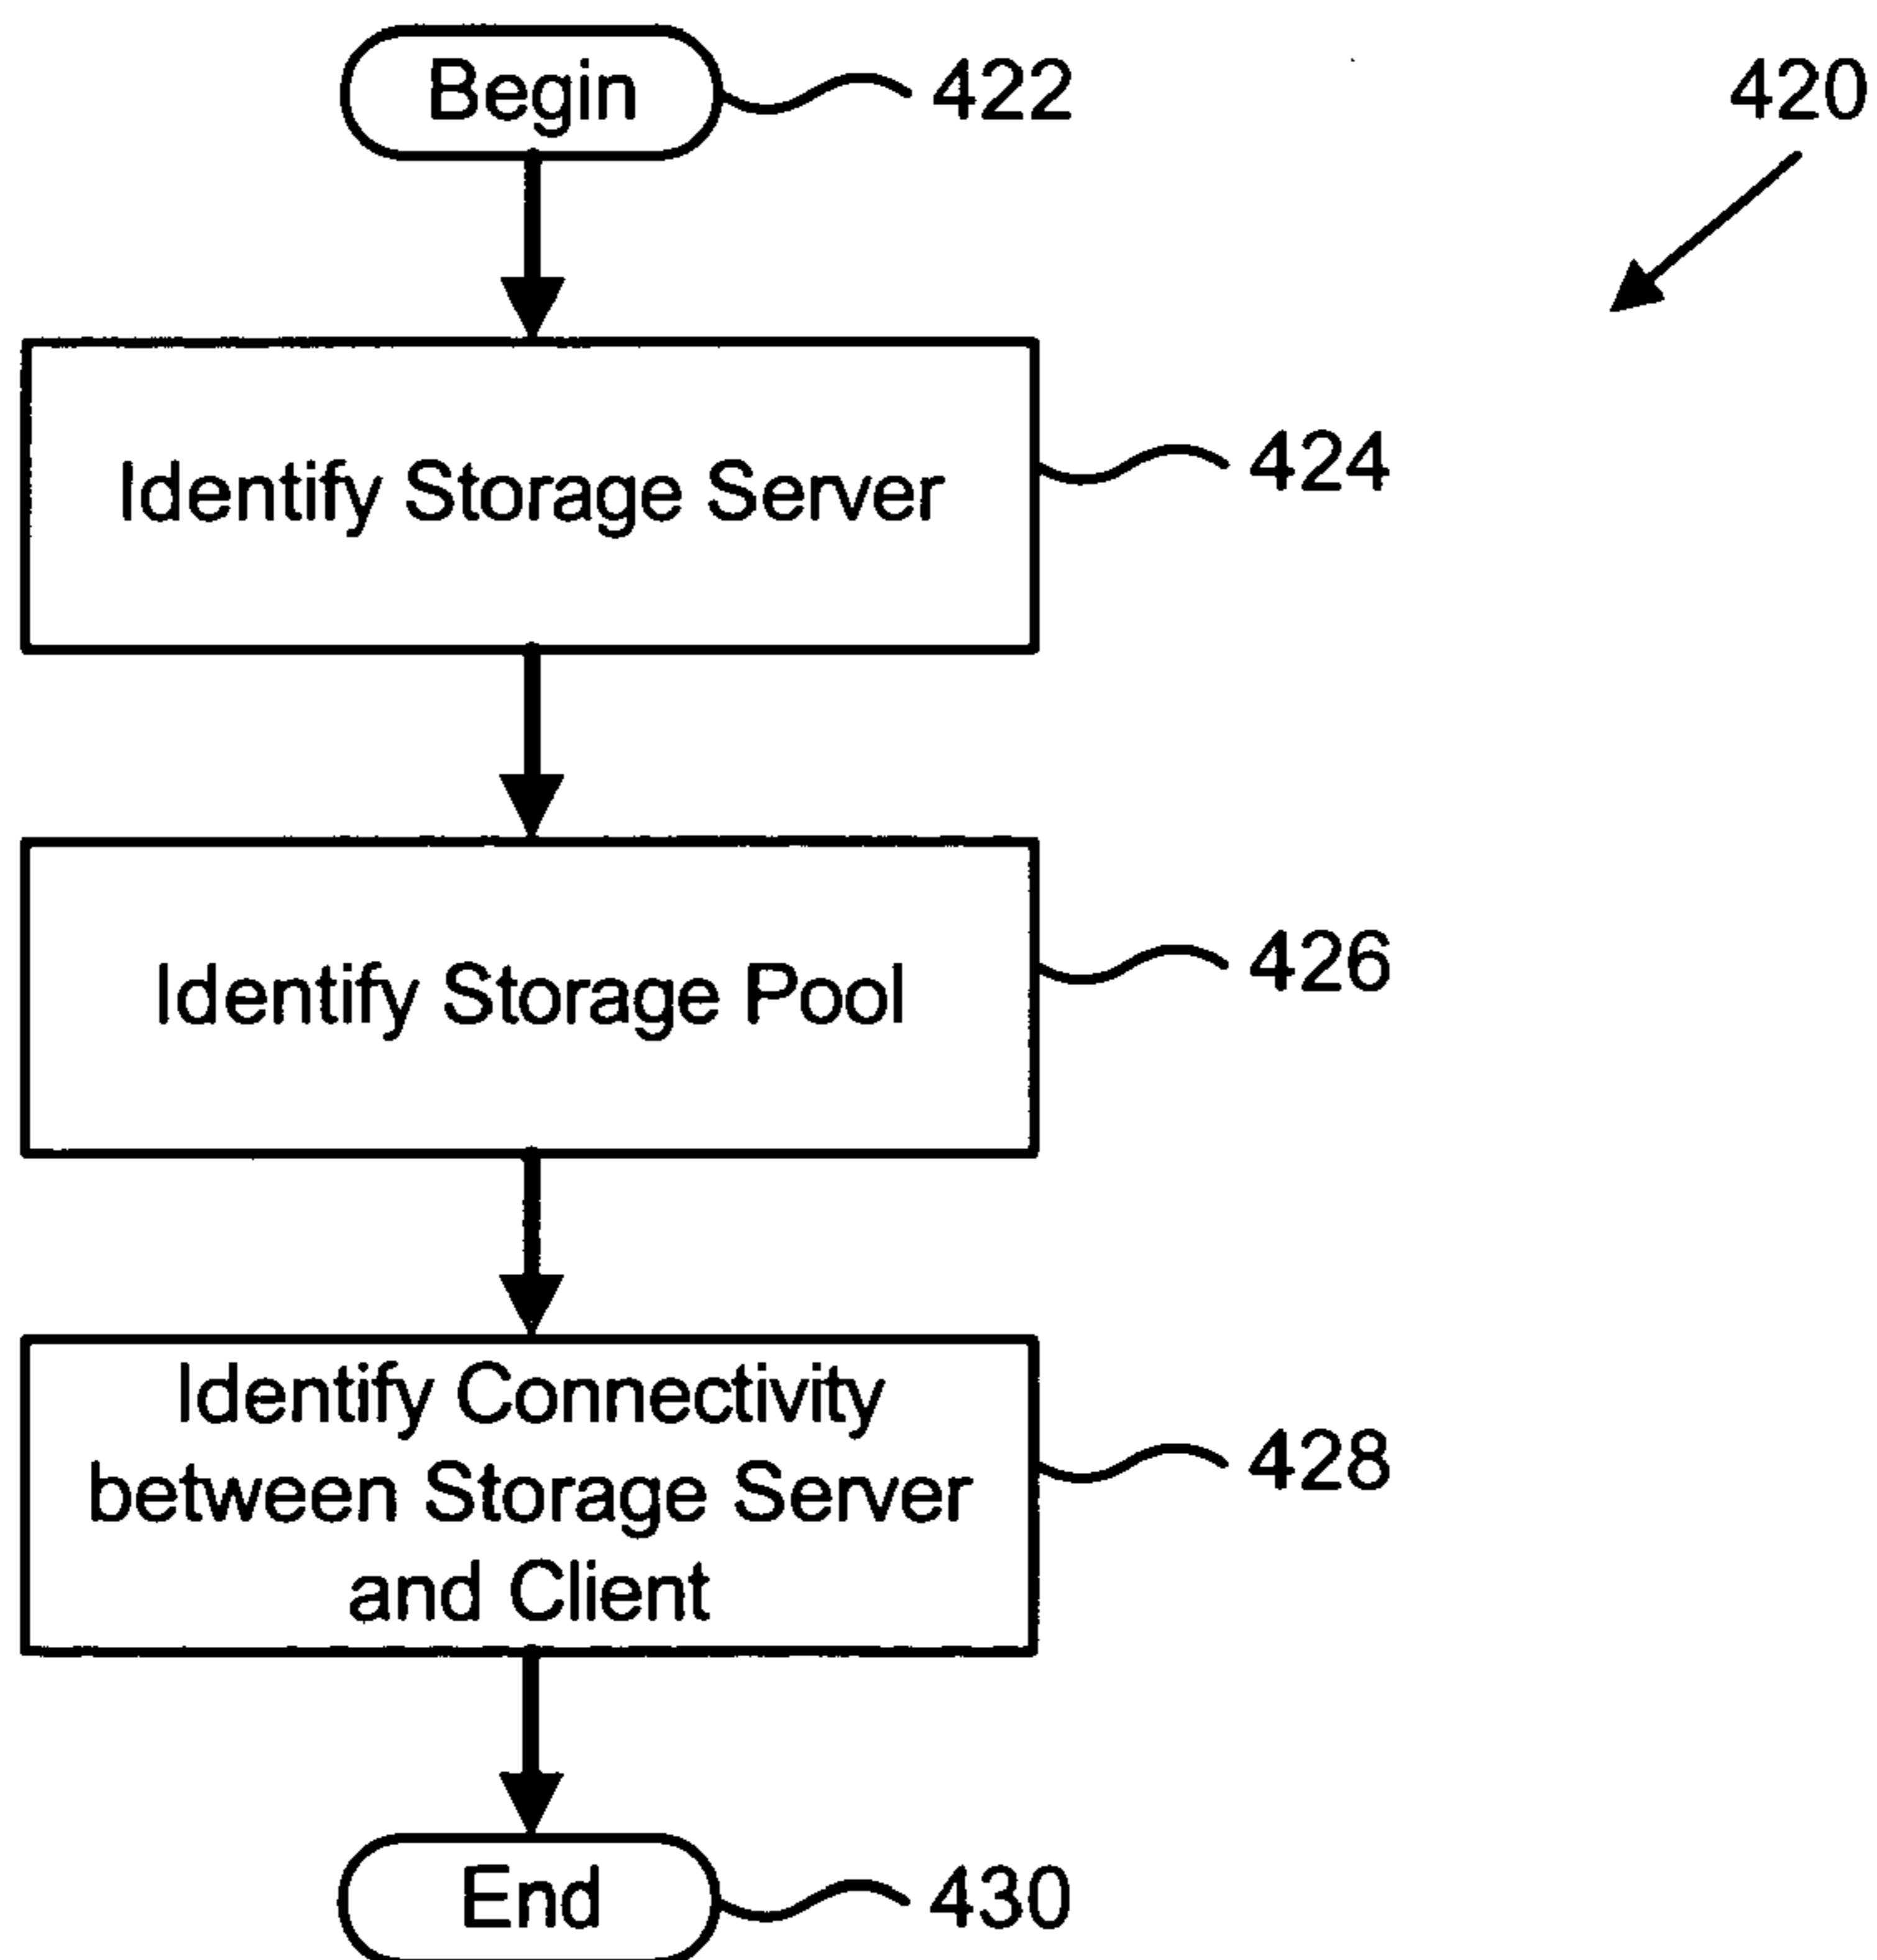 Begin
422
420
Identify Storage Server
424
Identify Storage Pool
426
Identify Connectivity
between Storage Server
and Client
428
End
430